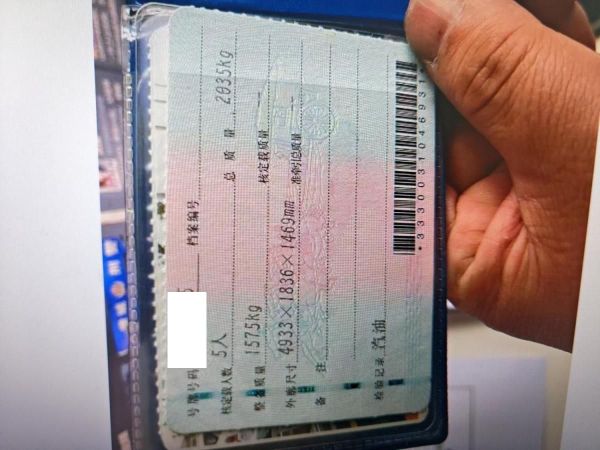 号牌号码 档案编号
核定载人数 5人 总质量 2035kg
整备质量 1575kg 核定载质量
外廓尺寸 4933×1836×1469mm 准牵引总质量
备注
检验记录 汽油